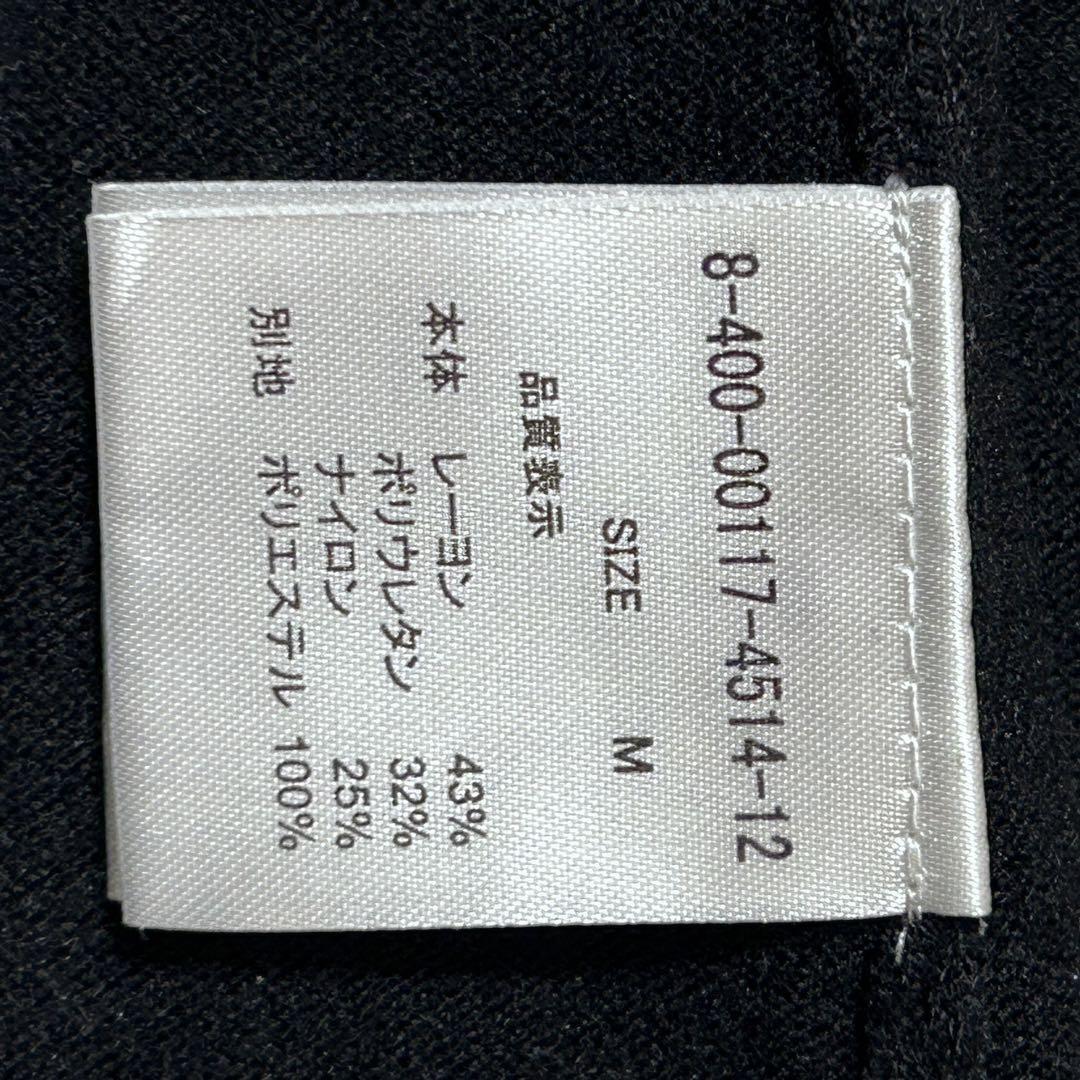 8-400-0017-4514-12
SIZE M
品質表示
本体 レーヨン 43%
ポリウレタン 32%
ナイロン 25%
別地 ポリエステル 100%